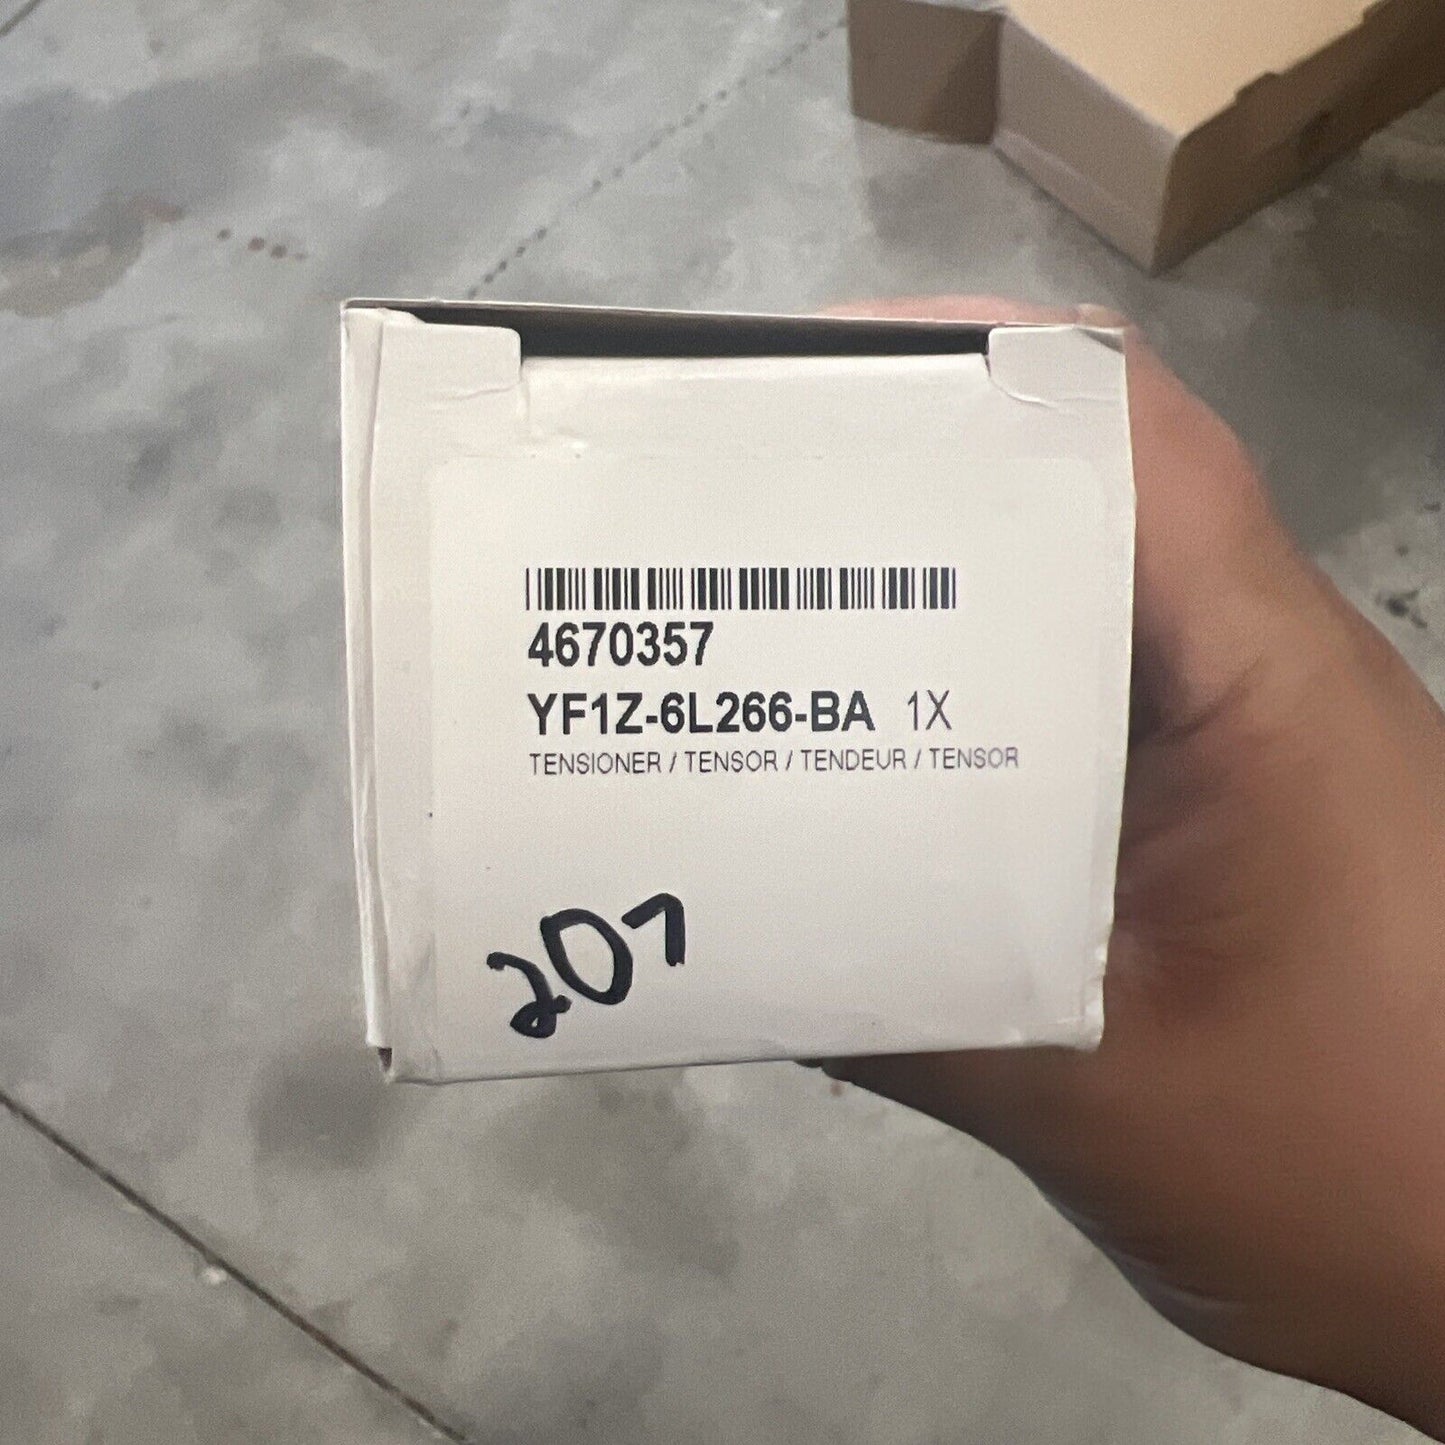 4670357
YF1Z-6L266-BA 1X
TENSIONER / TENSOR / TENDEUR / TENSOR
207